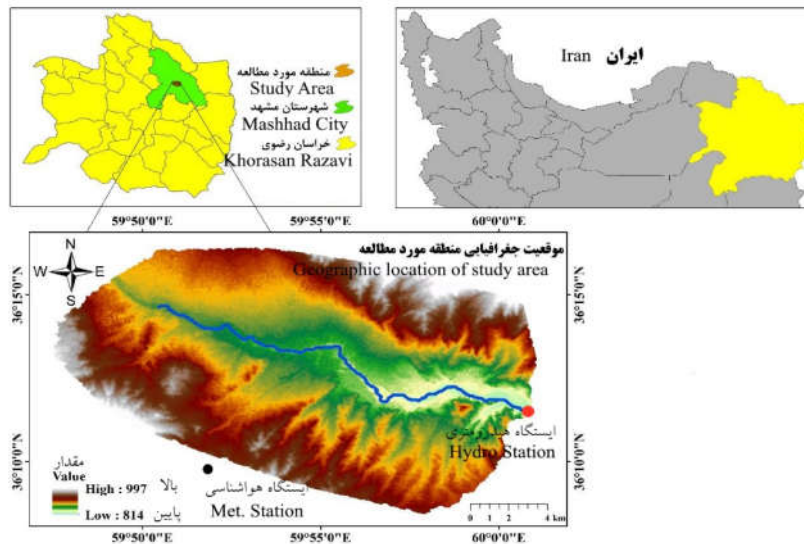 منطقه مورد مطالعه
Study Area
شهرستان مشهد
Mashhad City
خراسان رضوی
Khorasan Razavi
Iran ایران
59°50'0"E 59°55'0"E 60°0'0"E
موقعیت جغرافیایی منطقه مورد مطالعه
Geographic location of study area
N
W E
S
36°15'0"N
36°15'0"N
ایستگاه هیدرومتری
Hydro Station
36°10'0"N
36°10'0"N
ایستگاه هواشناسی
Met. Station
مقدار
Value
High : 997 بالا
Low : 814 پایین
0 1 2 4 km
59°50'0"E 59°55'0"E 60°0'0"E